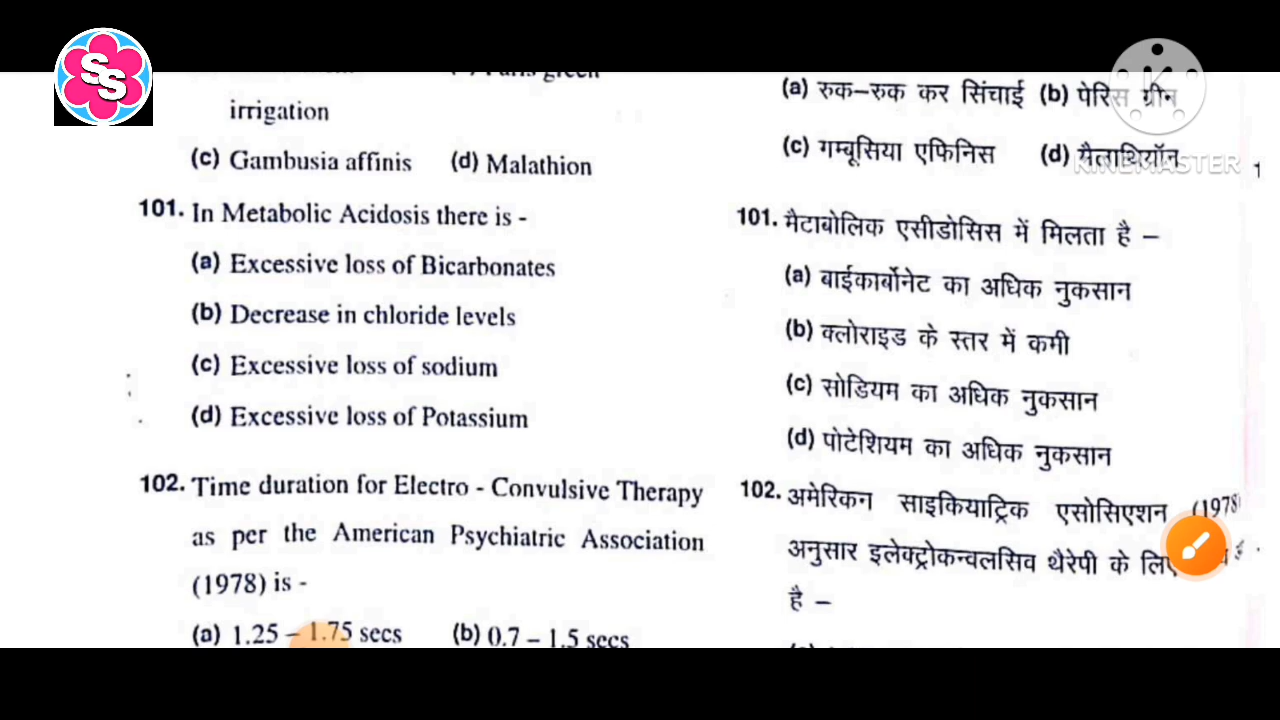 SS
irrigation
(c) Gambusia affinis (d) Malathion
101. In Metabolic Acidosis there is -
(a) Excessive loss of Bicarbonates
(b) Decrease in chloride levels
(c) Excessive loss of sodium
(d) Excessive loss of Potassium
102. Time duration for Electro - Convulsive Therapy
as per the American Psychiatric Association
(1978) is -
(a) 1.25 – 1.75 secs (b) 0.7 – 1.5 secs
(a) रुक–रुक कर सिंचाई (b) पेरिस ग्रीन
(c) गम्बूसिया एफिनिस (d) मैलाथियॉन
KINEMASTER
1
101. मैटाबोलिक एसीडोसिस में मिलता है –
(a) बाईकार्बोनेट का अधिक नुकसान
(b) क्लोराइड के स्तर में कमी
(c) सोडियम का अधिक नुकसान
(d) पोटेशियम का अधिक नुकसान
102. अमेरिकन साइकियाट्रिक एसोसिएशन (1978)
अनुसार इलेक्ट्रोकन्वलसिव थैरेपी के
है –